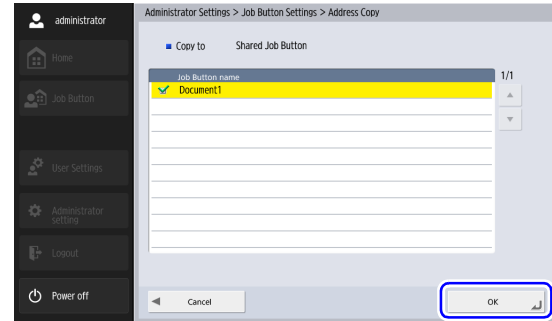 administrator
Administrator Settings > Job Button Settings > Address Copy
Home
Job Button
User Settings
Administrator
setting
Logout
Power off
Copy to Shared Job Button
Job Button name
1/1
Document1
Cancel
OK